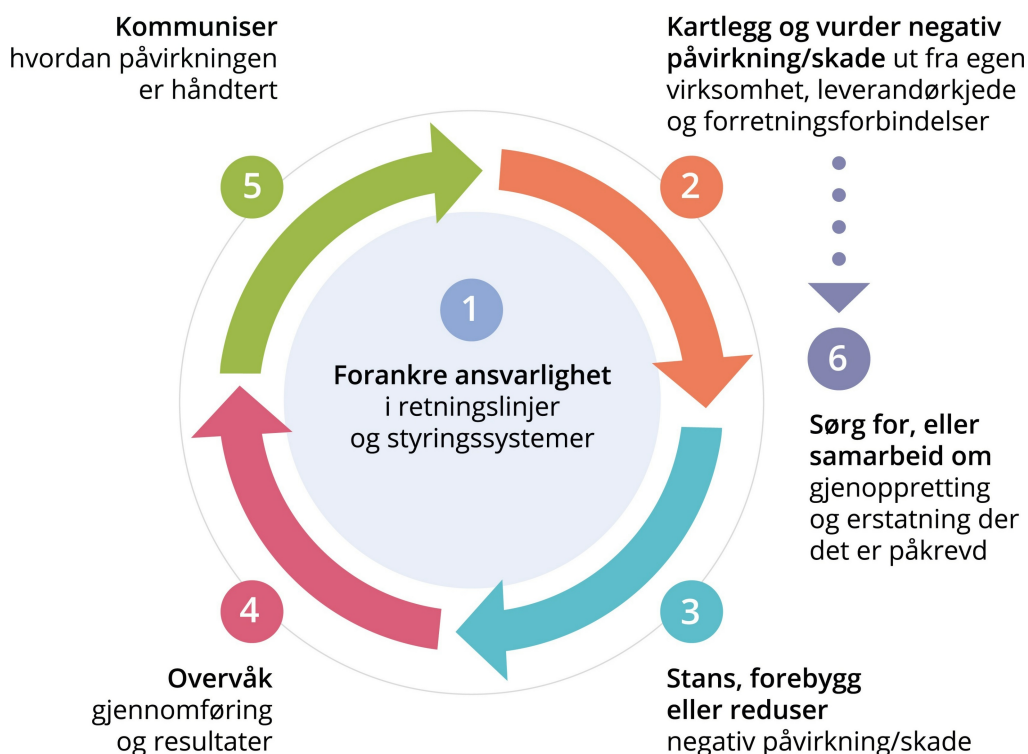 Kommuniser
hvordan påvirkningen
er håndtert
5
Kartlegg og vurder negativ
påvirkning/skade ut fra egen
virksomhet, leverandørkjede
og forretningsforbindelser
2
1
Forankre ansvarlighet
i retningslinjer
og styringssystemer
6
Sørg for, eller
samarbeid om
gjenoppretting
og erstatning der
det er påkrevd
4
Overvåk
gjennomføring
og resultater
3
Stans, forebygg
eller reduser
negativ påvirkning/skade